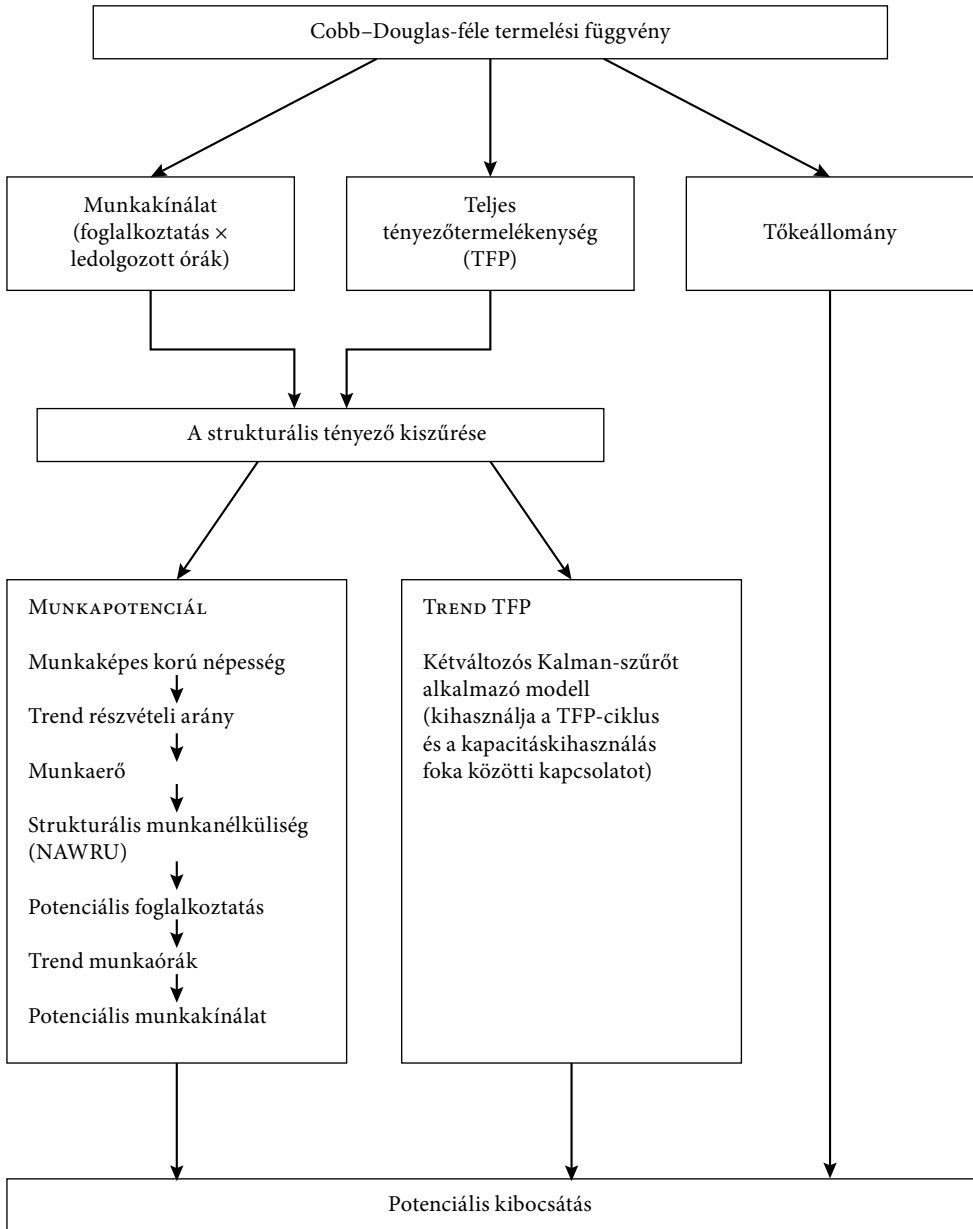 Cobb–Douglas-féle termelési függvény
Munkakínálat
(foglalkoztatás ×
ledolgozott órák)
Teljes
tényezőtermelékenység
(TFP)
Tőkeállomány
A strukturális tényező kiszűrése
MUNKAPOTENCIÁL
Munkaképes korú népesség
Trend részvételi arány
Munkaerő
Strukturális munkanélküliség
(NAWRU)
Potenciális foglalkoztatás
Trend munkaórák
Potenciális munkakínálat
TREND TFP
Kétváltozós Kalman-szűrőt
alkalmazó modell
(kihasználja a TFP-ciklus
és a kapacitáskihasználás
foka közötti kapcsolatot)
Potenciális kibocsátás